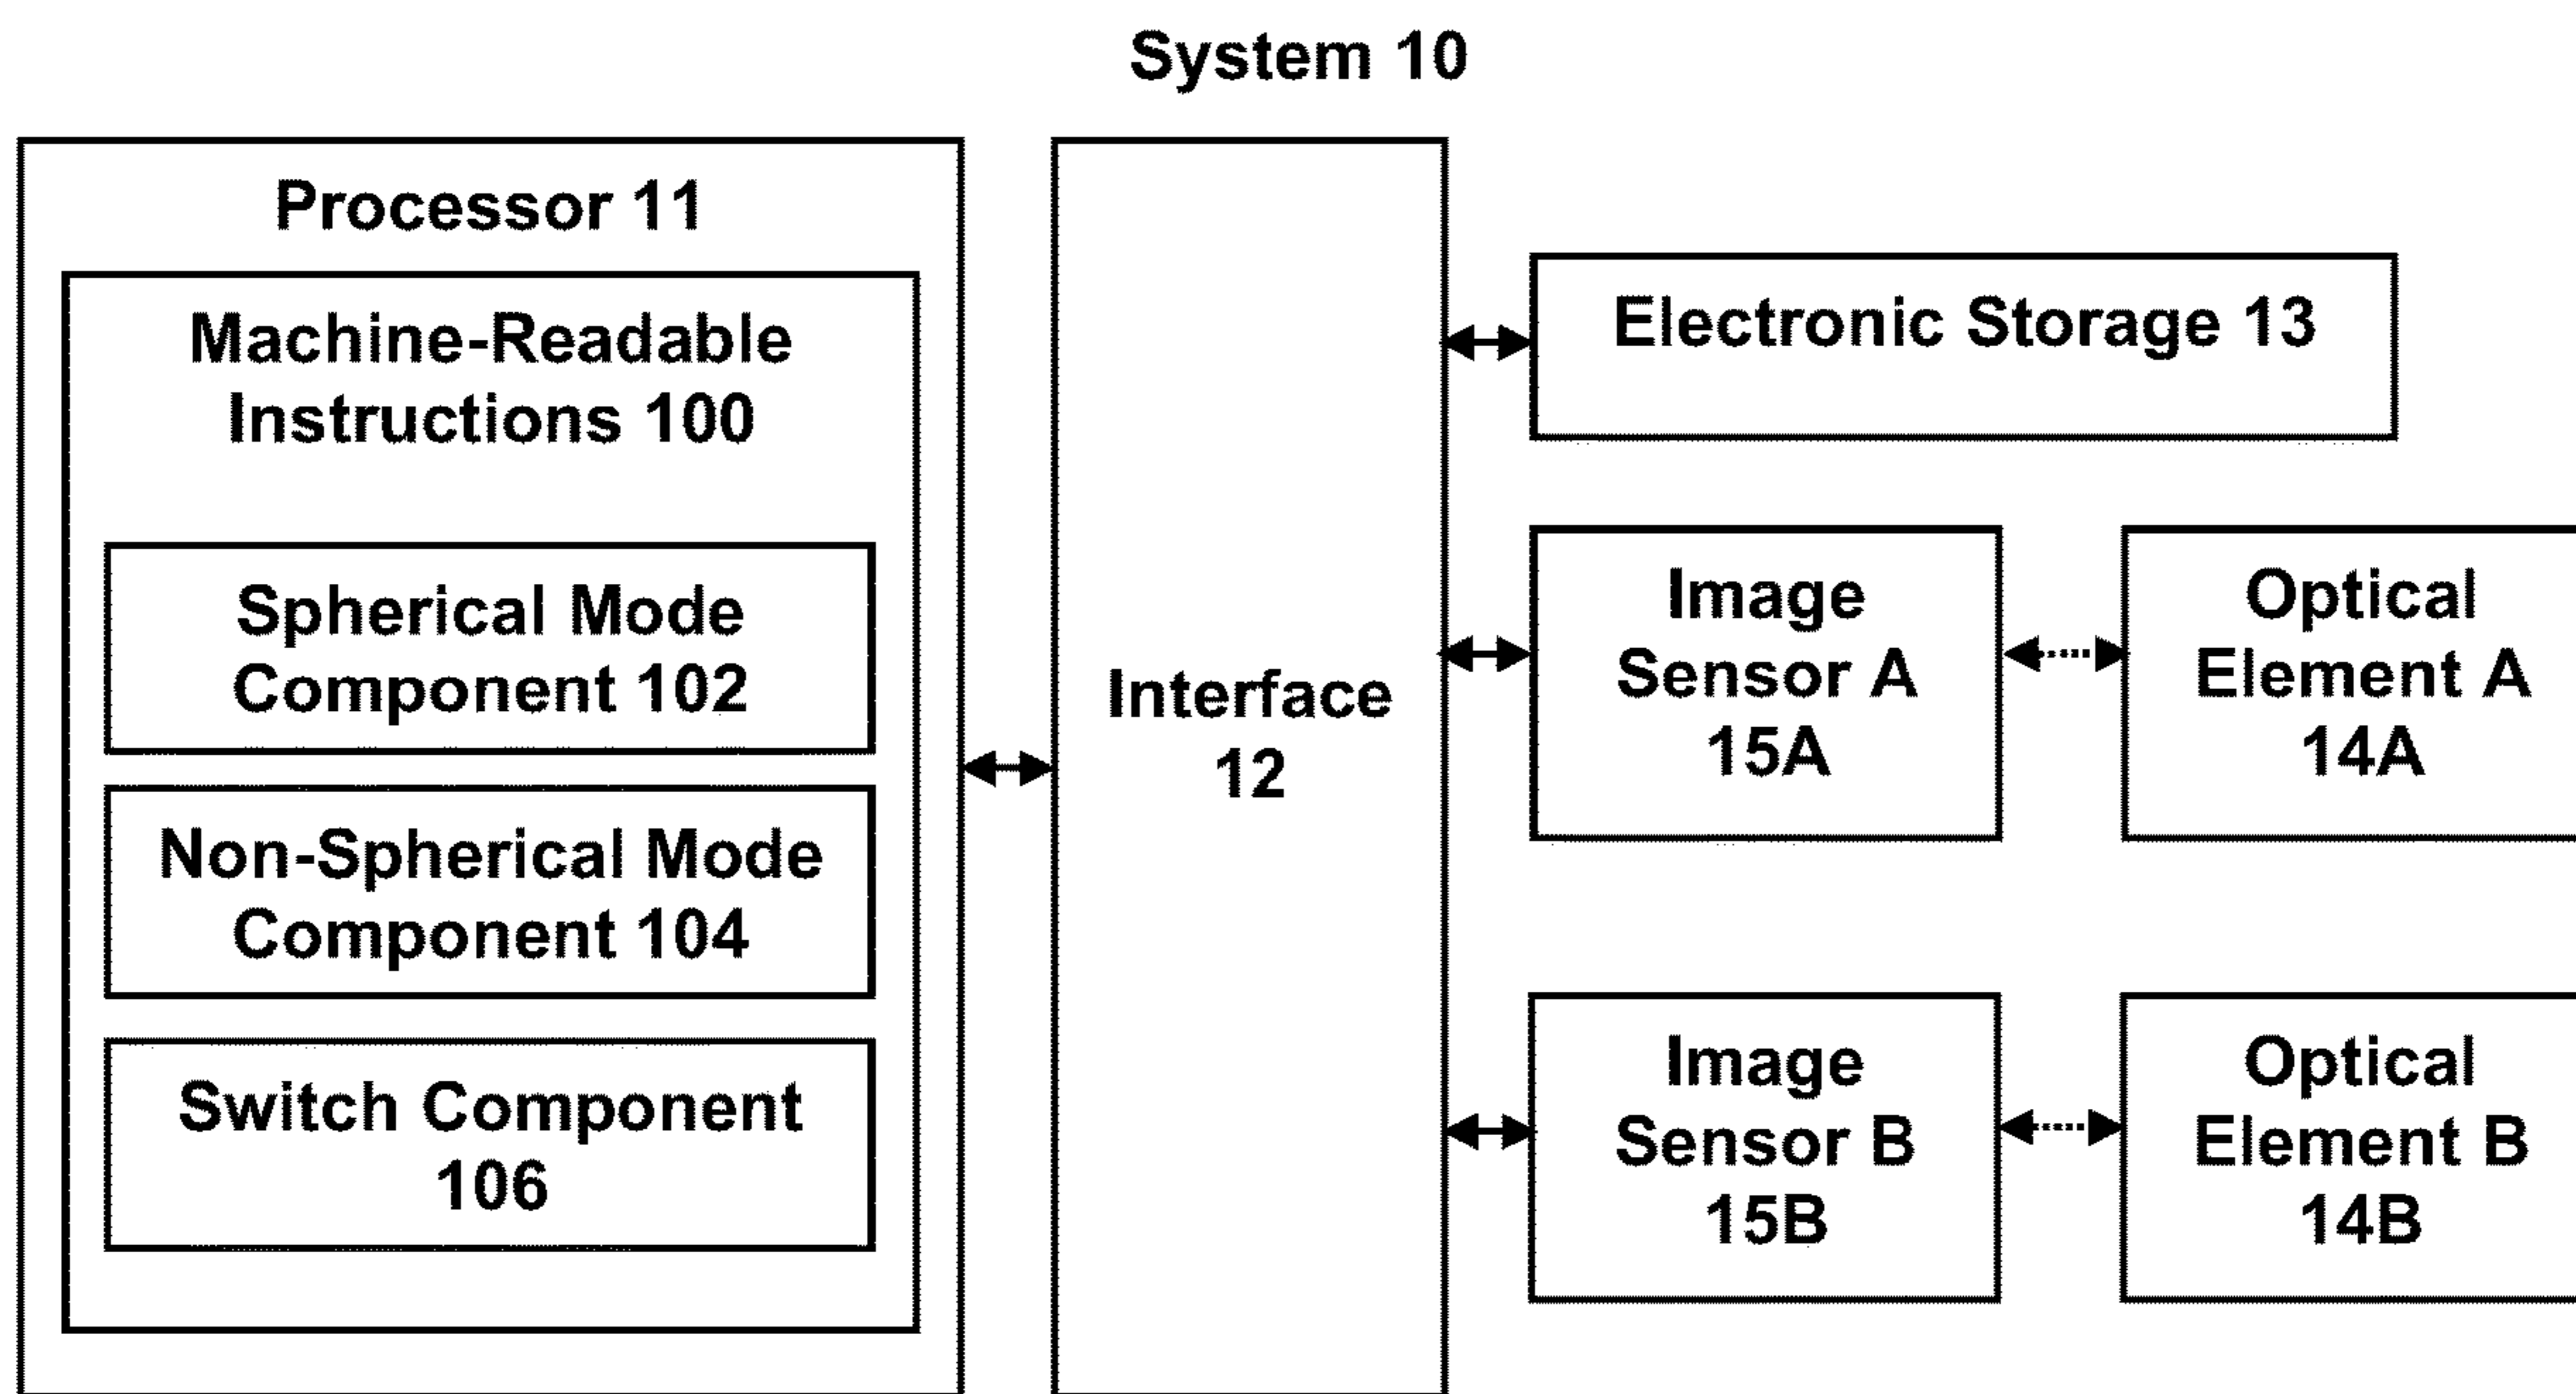 System 10
Processor 11
Machine-Readable
Instructions 100
Spherical Mode
Component 102
Non-Spherical Mode
Component 104
Switch Component
106
Interface
12
Electronic Storage 13
Image
Sensor A
15A
Optical
Element A
14A
Image
Sensor B
15B
Optical
Element B
14B